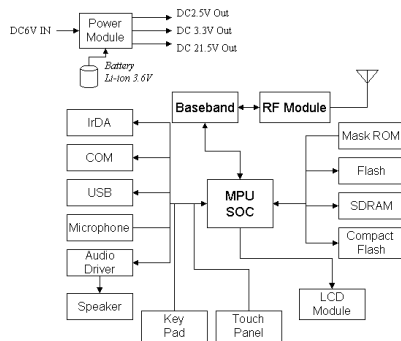 DC6V IN
Power
Module
DC2.5V Out
DC 3.3V Out
DC 21.5V Out
Battery
Li-ion 3.6V
Baseband
RF Module
IrDA
COM
USB
Microphone
Audio
Driver
Speaker
MPU
SOC
Mask ROM
Flash
SDRAM
Compact
Flash
LCD
Module
Key
Pad
Touch
Panel